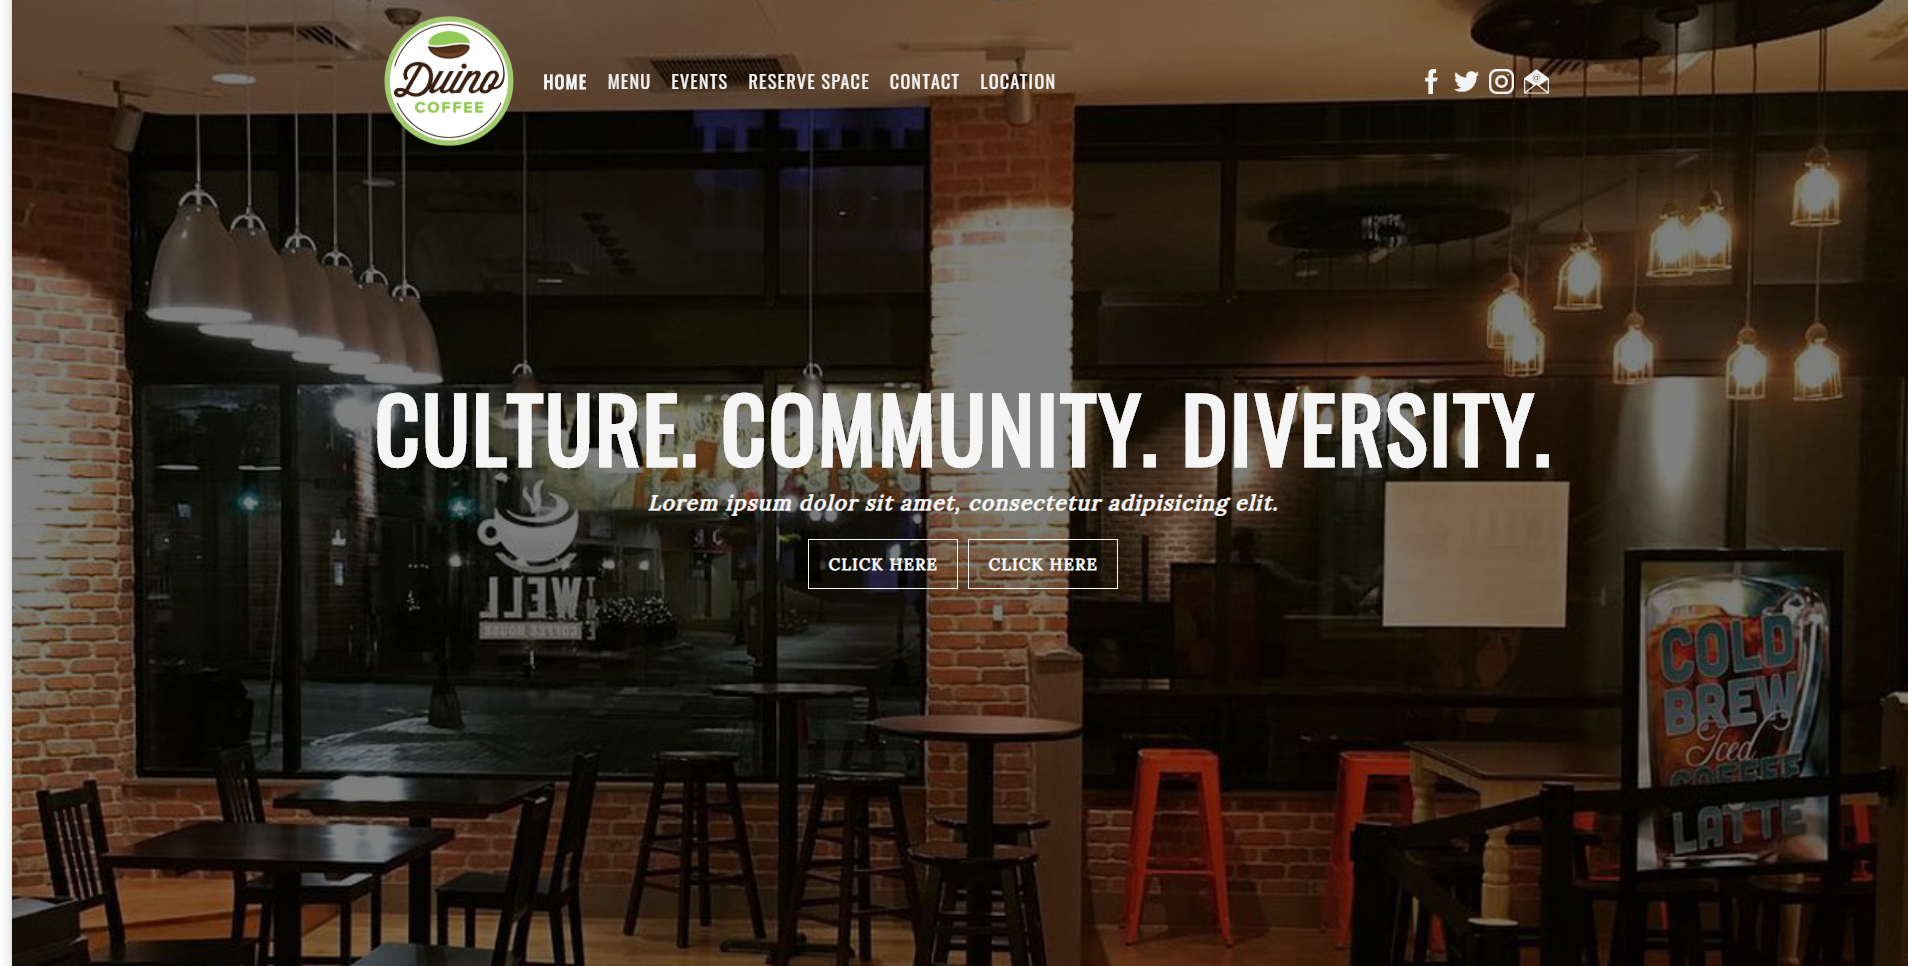 Duino
COFFEE
HOME MENU EVENTS RESERVE SPACE CONTACT LOCATION
CULTURE. COMMUNITY. DIVERSITY.
Lorem ipsum dolor sit amet, consectetur adipisicing elit.
CLICK HERE CLICK HERE
THE WELL
COFFEE HOUSE
COLD
BREW
Iced
COFFEE
LATTE